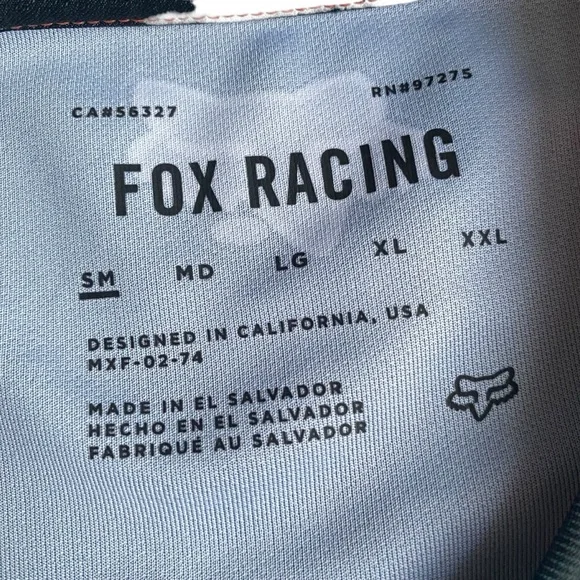 CA#56327
RN#97275
FOX RACING
SM MD LG XL XXL
DESIGNED IN CALIFORNIA, USA
MXF-02-74
MADE IN EL SALVADOR
HECHO EN EL SALVADOR
FABRIQUE AU SALVADOR